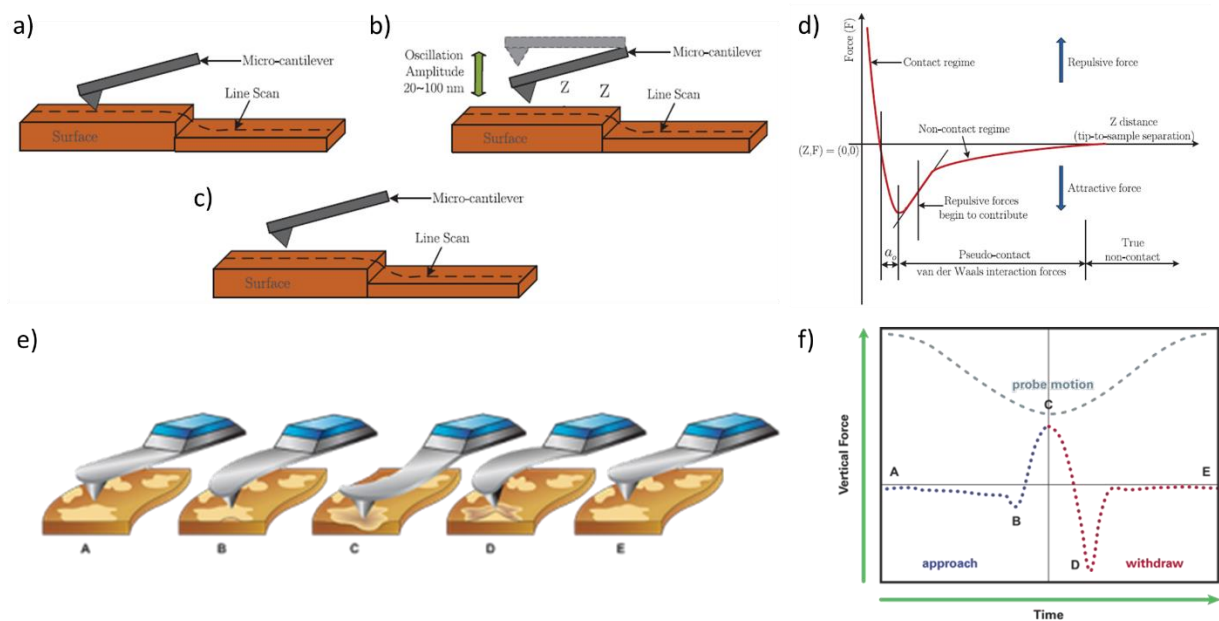 a)
Micro-cantilever
Line Scan
Surface
b)
Oscillation
Amplitude
20~100 nm
Micro-cantilever
Z
Z
Line Scan
Surface
c)
Micro-cantilever
Line Scan
Surface
d)
Force (F)
Contact regime
Repulsive force
Non-contact regime
Z distance
(tip-to-sample separation)
(Z,F) = (0,0)
Attractive force
Repulsive forces
begin to contribute
aₒ
Pseudo-contact
van der Waals interaction forces
True
non-contact
e)
A
B
C
D
E
f)
Vertical Force
probe motion
C
A
E
B
D
approach
withdraw
Time